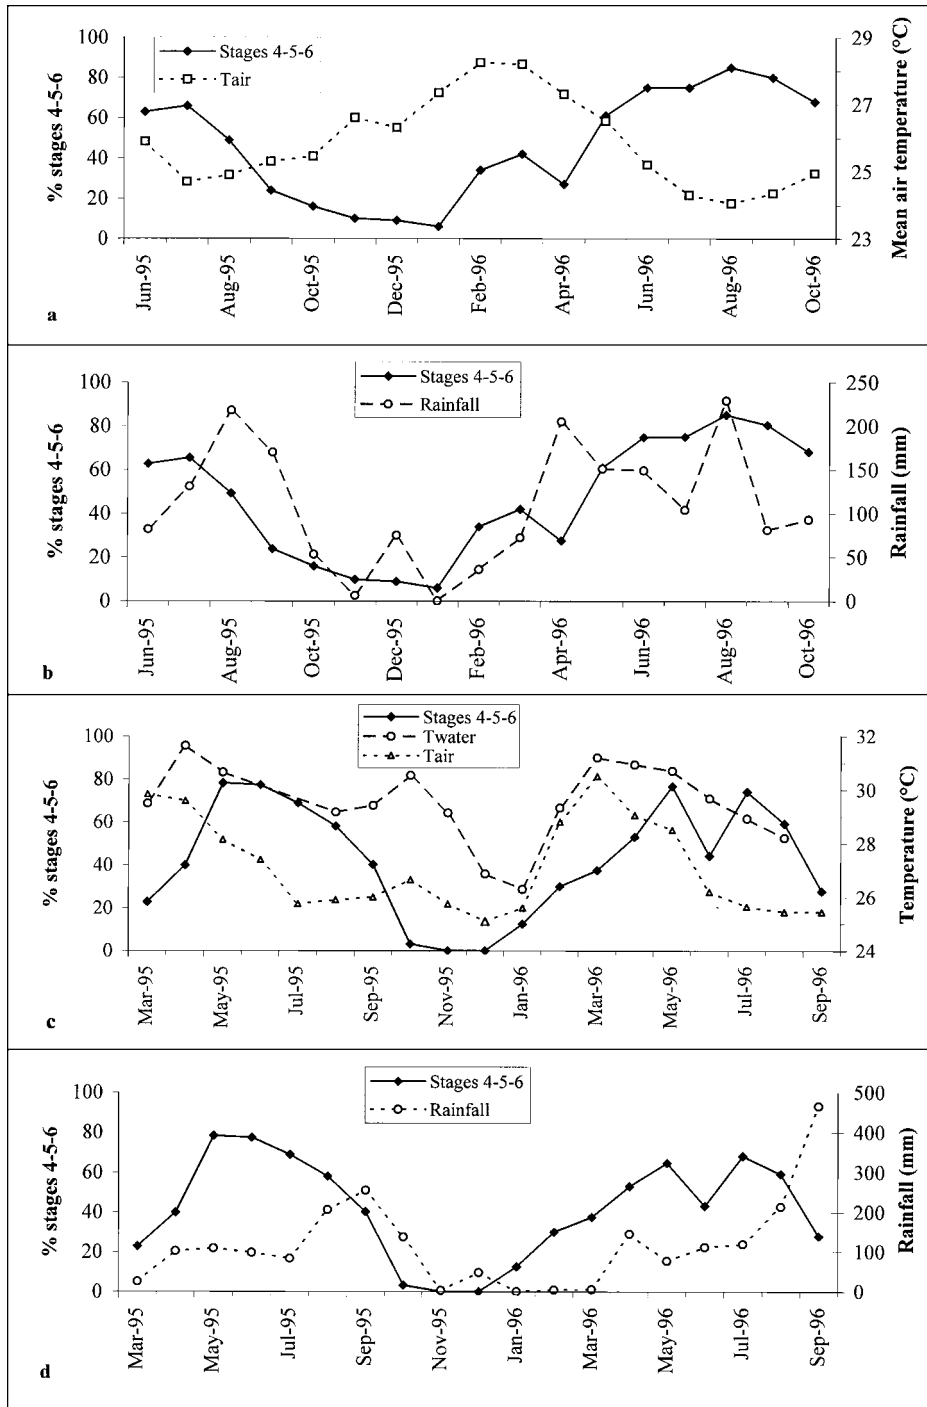 Stages 4-5-6
Tair
% stages 4-5-6
100
80
60
40
20
0
29
27
25
23
Mean air temperature (°C)
Jun-95
Aug-95
Oct-95
Dec-95
Feb-96
Apr-96
Jun-96
Aug-96
Oct-96
a
Stages 4-5-6
Rainfall
% stages 4-5-6
100
80
60
40
20
0
250
200
150
100
50
0
Rainfall (mm)
Jun-95
Aug-95
Oct-95
Dec-95
Feb-96
Apr-96
Jun-96
Aug-96
Oct-96
b
Stages 4-5-6
Twater
Tair
% stages 4-5-6
100
80
60
40
20
0
32
30
28
26
24
Temperature (°C)
Mar-95
May-95
Jul-95
Sep-95
Nov-95
Jan-96
Mar-96
May-96
Jul-96
Sep-96
c
Stages 4-5-6
Rainfall
% stages 4-5-6
100
80
60
40
20
0
500
400
300
200
100
0
Rainfall (mm)
Mar-95
May-95
Jul-95
Sep-95
Nov-95
Jan-96
Mar-96
May-96
Jul-96
Sep-96
d